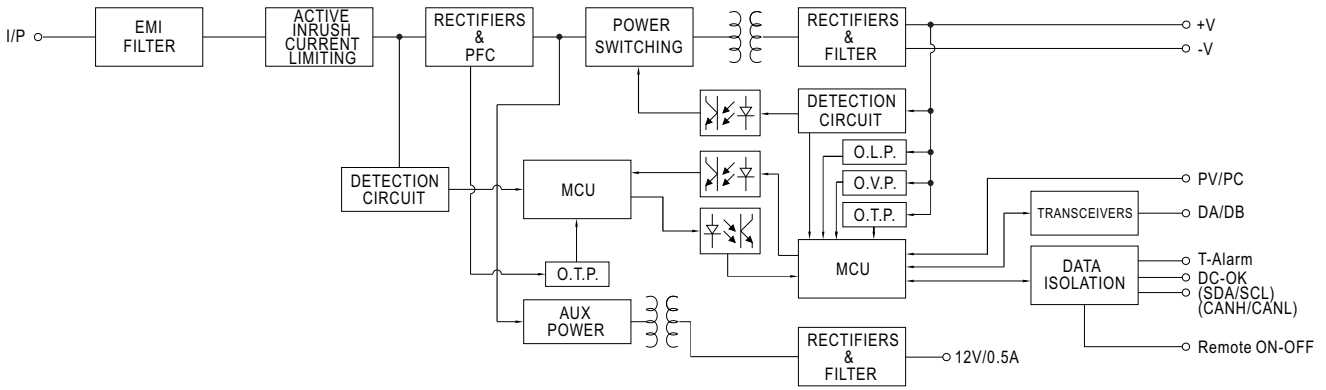 I/P
EMI
FILTER
ACTIVE
INRUSH
CURRENT
LIMITING
RECTIFIERS
&
PFC
POWER
SWITCHING
RECTIFIERS
&
FILTER
+V
-V
DETECTION
CIRCUIT
O.L.P.
O.V.P.
O.T.P.
DETECTION
CIRCUIT
MCU
O.T.P.
MCU
PV/PC
TRANSCEIVERS
DA/DB
DATA
ISOLATION
T-Alarm
DC-OK
(SDA/SCL)
(CANH/CANL)
Remote ON-OFF
AUX
POWER
RECTIFIERS
&
FILTER
12V/0.5A